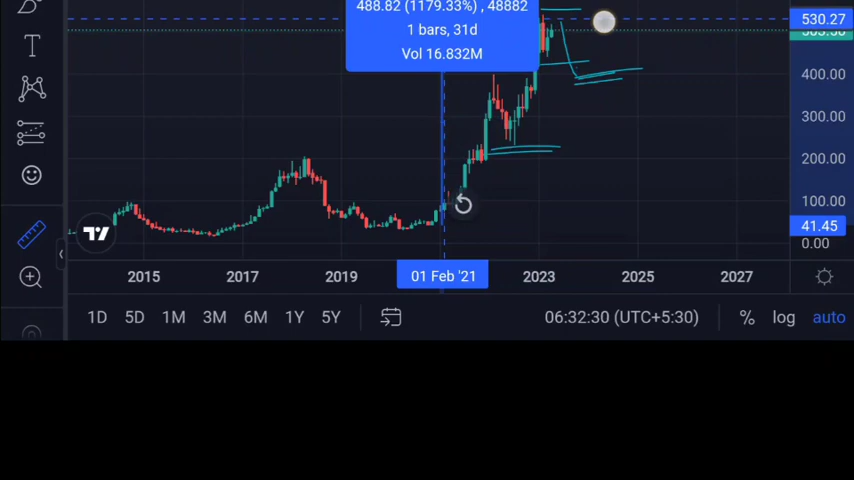 488.82 (1179.33%) , 48882
1 bars, 31d
Vol 16.832M
530.27
400.00
300.00
200.00
100.00
41.45
0.00
2015 2017 2019 01 Feb '21 2023 2025 2027
1D 5D 1M 3M 6M 1Y 5Y 06:32:30 (UTC+5:30) % log auto